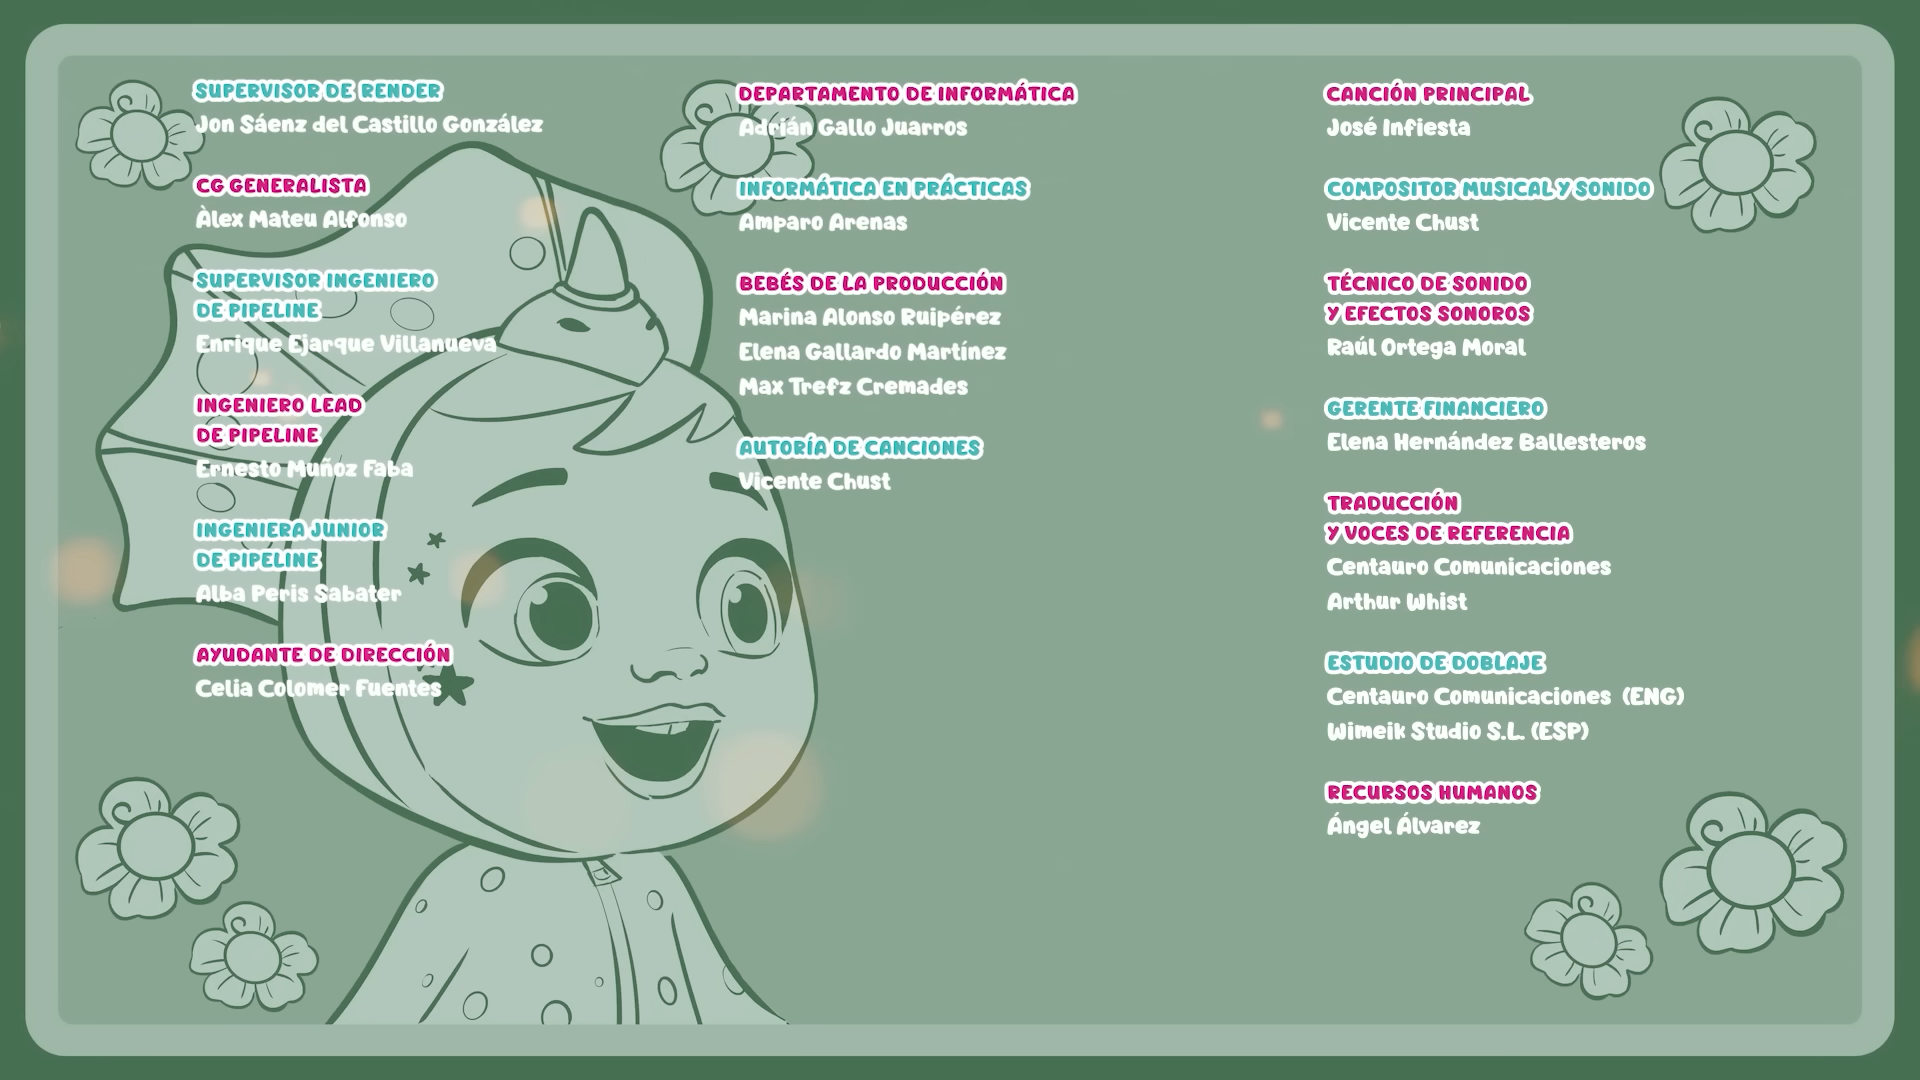 SUPERVISOR DE RENDER
Jon Sáenz del Castillo González
CG GENERALISTA
Àlex Mateu Alfonso
SUPERVISOR INGENIERO
DE PIPELINE
Enrique Ejarque Villanueva
INGENIERO LEAD
DE PIPELINE
Ernesto Muñoz Faba
INGENIERA JUNIOR
DE PIPELINE
Alba Peris Sabater
AYUDANTE DE DIRECCIÓN
Celia Colomer Fuentes
DEPARTAMENTO DE INFORMÁTICA
Adrián Gallo Juarros
INFORMÁTICA EN PRÁCTICAS
Amparo Arenas
BEBÉS DE LA PRODUCCIÓN
Marina Alonso Ruipérez
Elena Gallardo Martínez
Max Trefz Cremades
AUTORÍA DE CANCIONES
Vicente Chust
CANCIÓN PRINCIPAL
José Infiesta
COMPOSITOR MUSICAL Y SONIDO
Vicente Chust
TÉCNICO DE SONIDO
Y EFECTOS SONOROS
Raúl Ortega Moral
GERENTE FINANCIERO
Elena Hernández Ballesteros
TRADUCCIÓN
Y VOCES DE REFERENCIA
Centauro Comunicaciones
Arthur Whist
ESTUDIO DE DOBLAJE
Centauro Comunicaciones (ENG)
Wimeik Studio S.L. (ESP)
RECURSOS HUMANOS
Ángel Álvarez